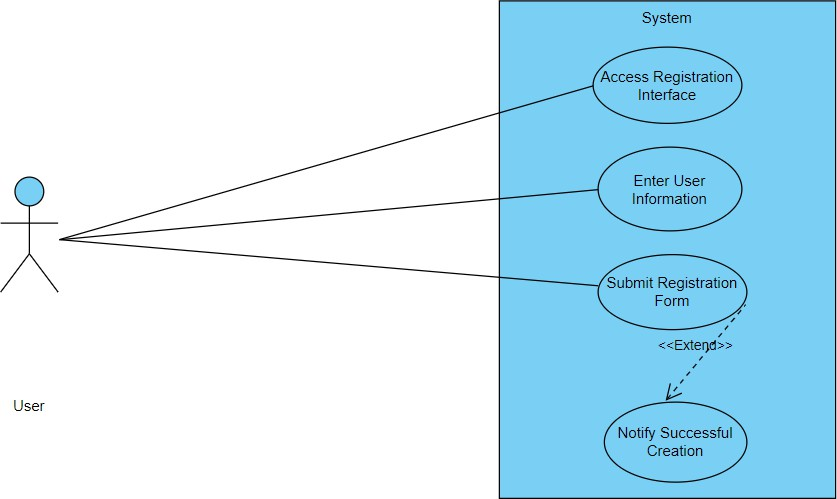 System
Access Registration
Interface
Enter User
Information
Submit Registration
Form
<<Extend>>
User
Notify Successful
Creation